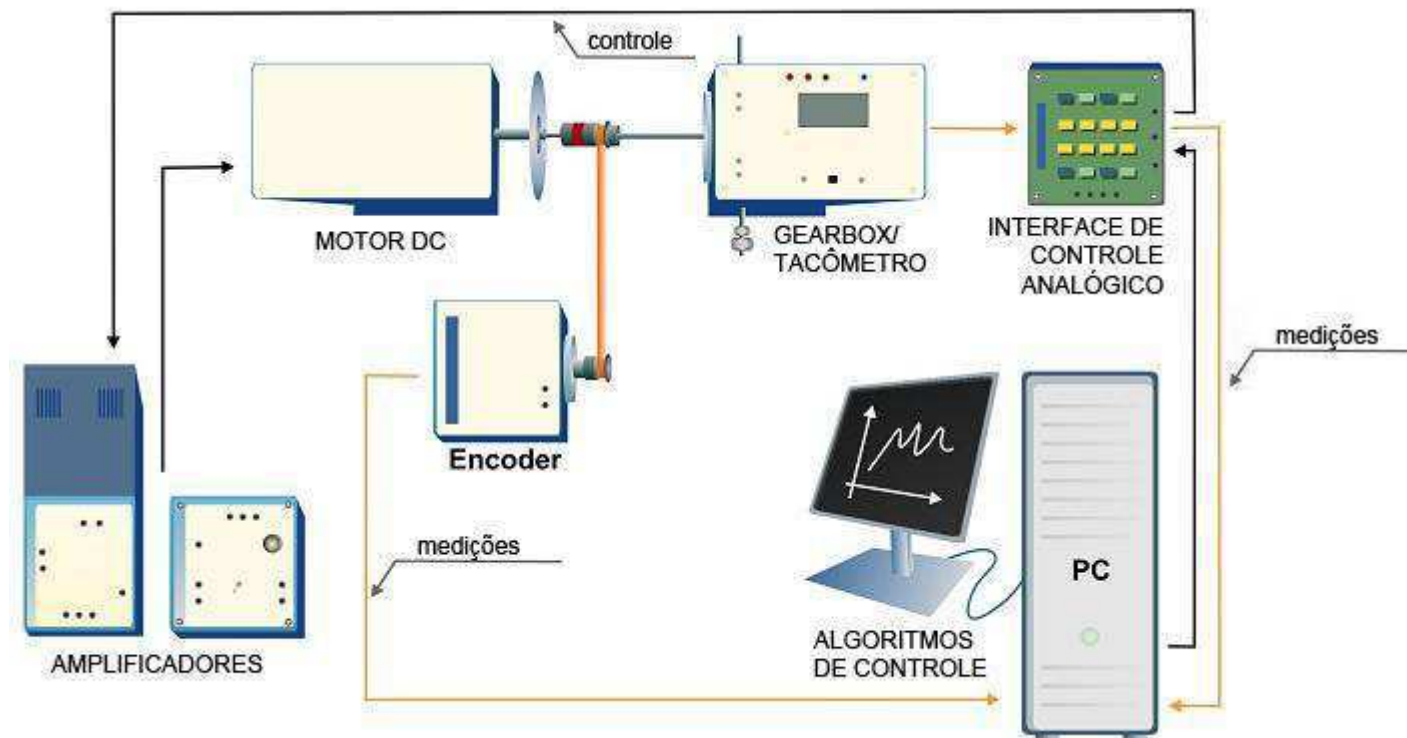 controle
MOTOR DC
GEARBOX/
TACÔMETRO
INTERFACE DE
CONTROLE
ANALÓGICO
medições
Encoder
medições
PC
ALGORITMOS
DE CONTROLE
AMPLIFICADORES